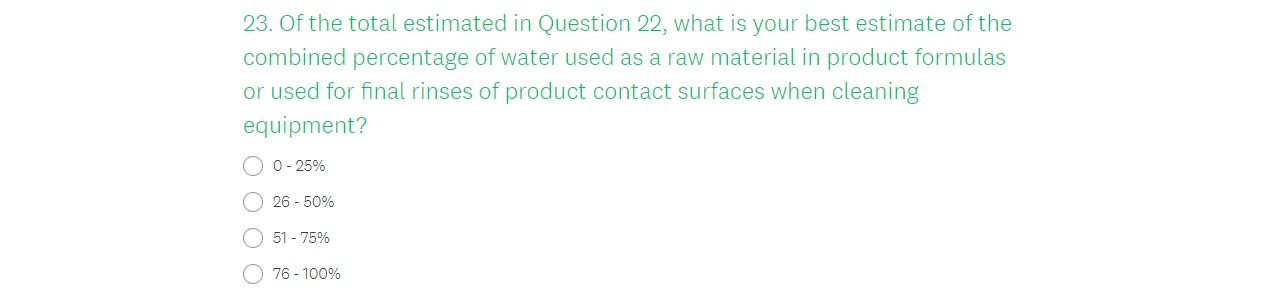 23. Of the total estimated in Question 22, what is your best estimate of the
combined percentage of water used as a raw material in product formulas
or used for final rinses of product contact surfaces when cleaning
equipment?
0 - 25%
26 - 50%
51 - 75%
76 - 100%